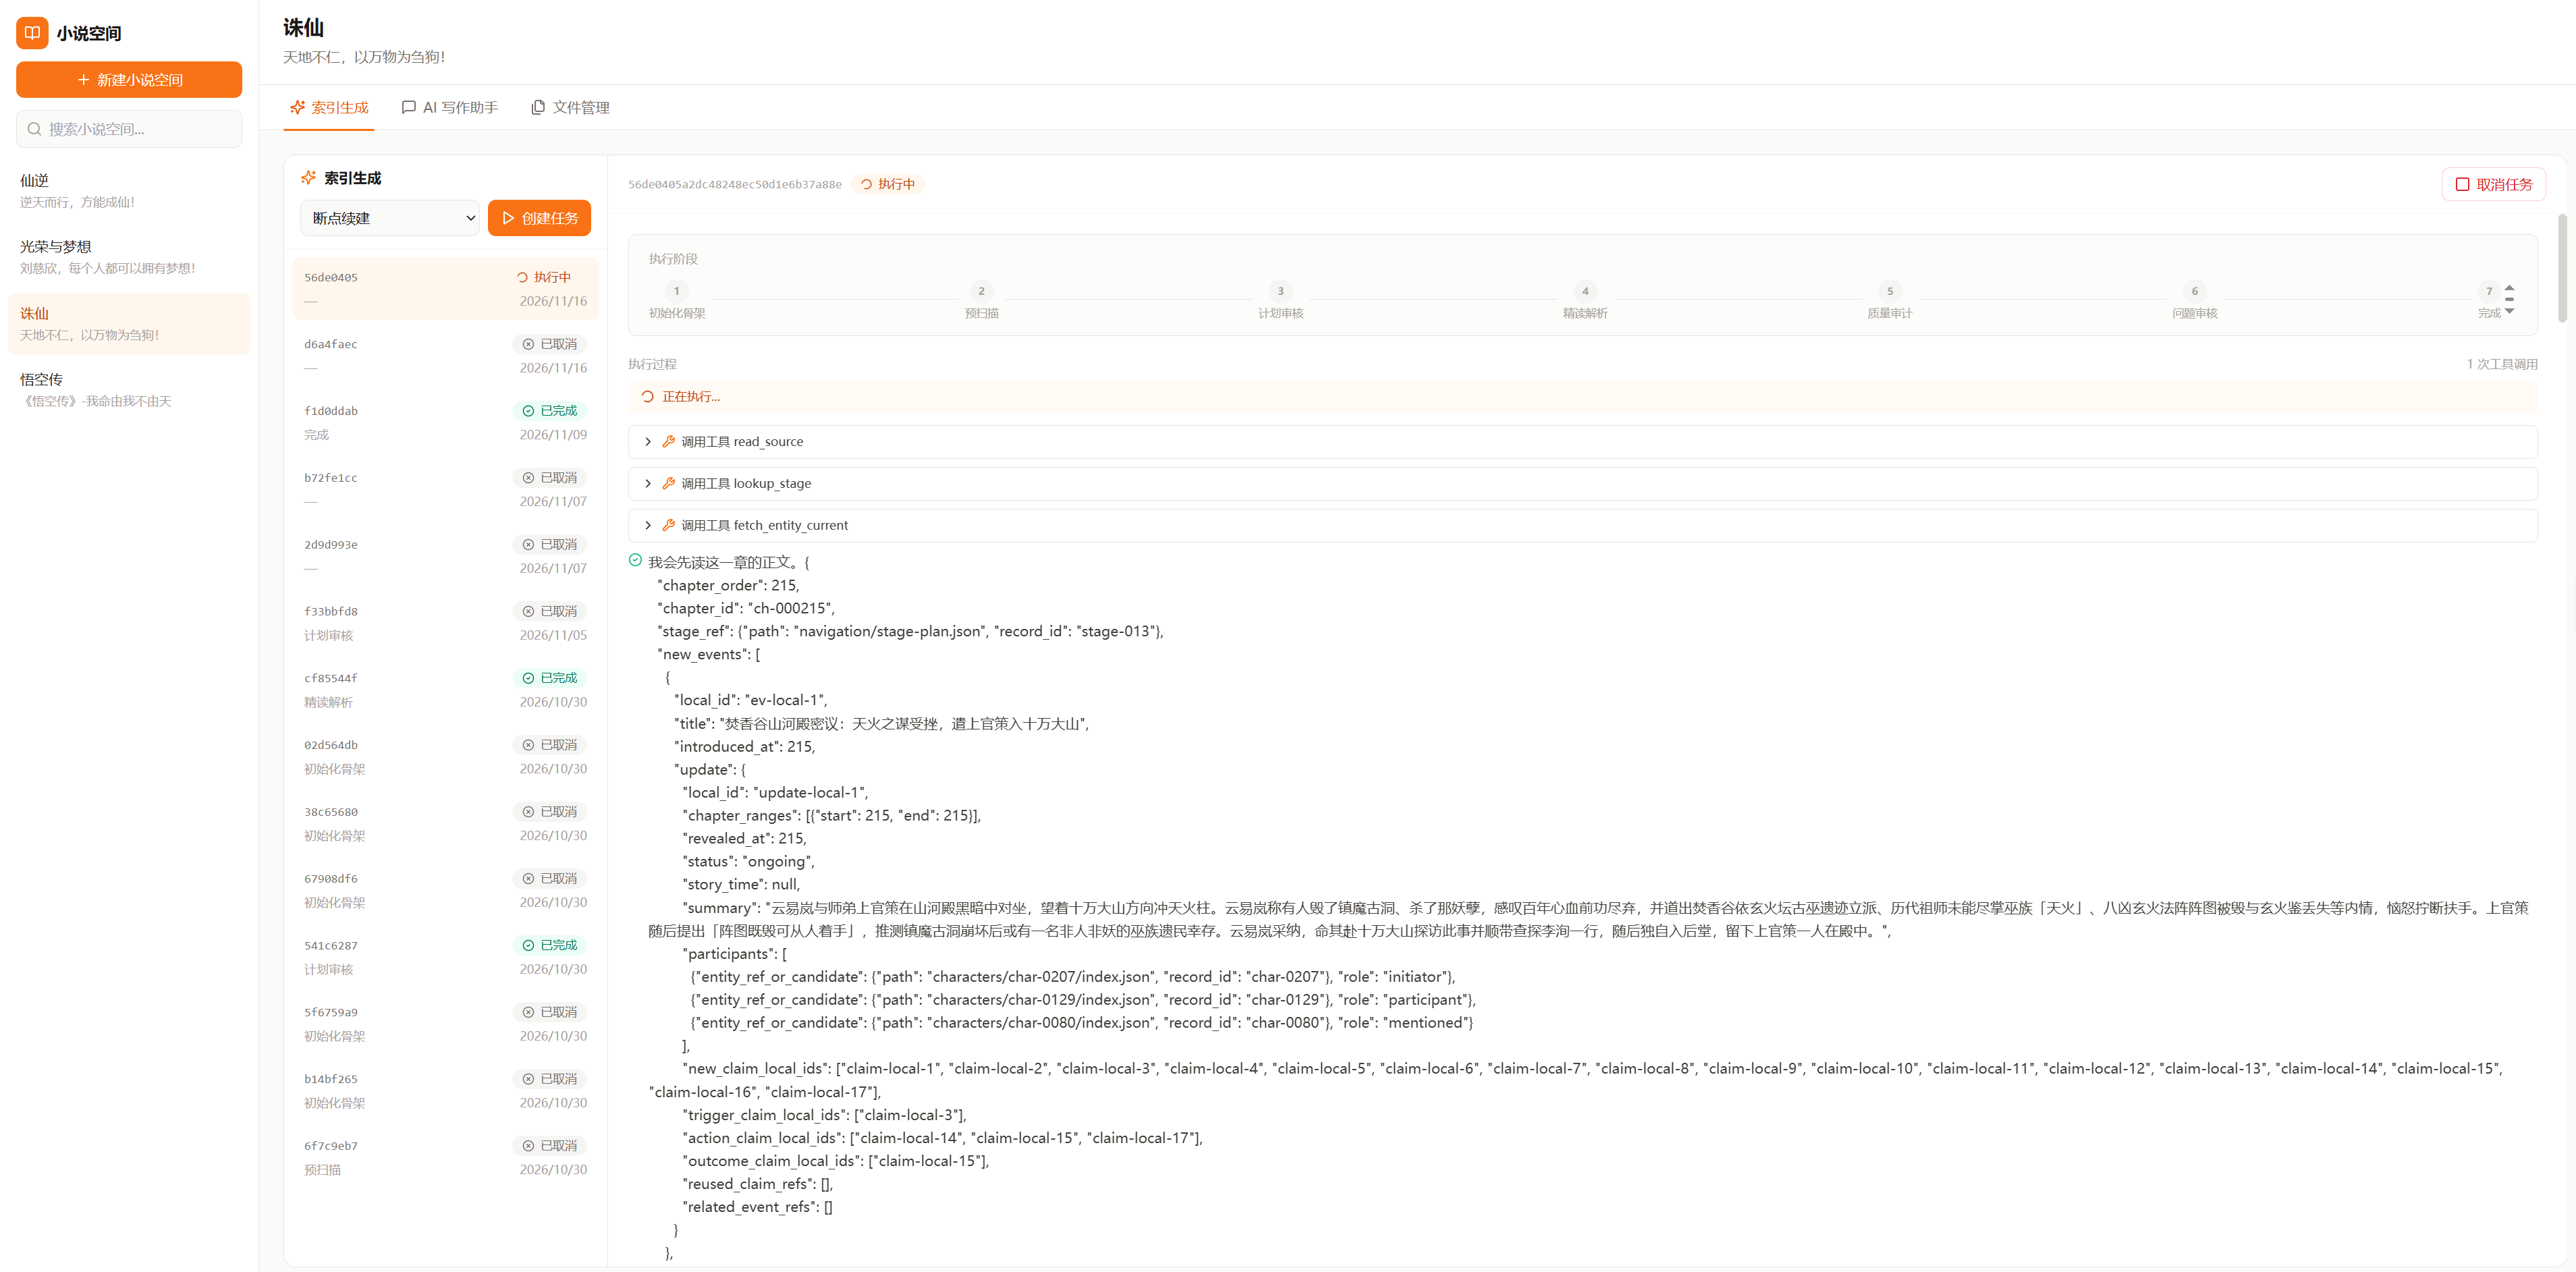 小说空间
新建小说空间
搜索小说空间...
仙逆
逆天而行，方能成仙！
光荣与梦想
刘慈欣，每个人都可以拥有梦想！
诛仙
天地不仁，以万物为刍狗！
悟空传
《悟空传》-我命由我不由天
诛仙
天地不仁，以万物为刍狗！
索引生成
AI 写作助手
文件管理
索引生成
断点续建
创建任务
56de0405 执行中
— 2026/11/16
d6a4faec 已取消
— 2026/11/16
f1d0ddab 已完成
完成 2026/11/09
b72fe1cc 已取消
— 2026/11/07
2d9d993e 已取消
— 2026/11/07
f33bbfd8 已取消
计划审核 2026/11/05
cf85544f 已完成
精读解析 2026/10/30
02d564db 已取消
初始化骨架 2026/10/30
38c65680 已取消
初始化骨架 2026/10/30
67908df6 已取消
初始化骨架 2026/10/30
541c6287 已完成
计划审核 2026/10/30
5f6759a9 已取消
初始化骨架 2026/10/30
b14bf265 已取消
初始化骨架 2026/10/30
6f7c9eb7 已取消
预扫描 2026/10/30
56de0405a2dc48248ec50d1e6b37a88e 执行中
取消任务
执行阶段
1 2 3 4 5 6 7
初始化骨架 预扫描 计划审核 精读解析 质量审计 问题审核 完成
执行过程 1 次工具调用
正在执行...
调用工具 read_source
调用工具 lookup_stage
调用工具 fetch_entity_current
我会先读这一章的正文。{
"chapter_order": 215,
"chapter_id": "ch-000215",
"stage_ref": {"path": "navigation/stage-plan.json", "record_id": "stage-013"},
"new_events": [
{
"local_id": "ev-local-1",
"title": "焚香谷山河殿密议：天火之谋受挫，遣上官策入十万大山",
"introduced_at": 215,
"update": {
"local_id": "update-local-1",
"chapter_ranges": [{"start": 215, "end": 215}],
"revealed_at": 215,
"status": "ongoing",
"story_time": null,
"summary": "云易岚与师弟上官策在山河殿黑暗中对坐，望着十万大山方向冲天火柱。云易岚称有人毁了镇魔古洞、杀了那妖孽，感叹百年心血前功尽弃，并道出焚香谷依玄火坛古巫遗迹立派、历代祖师未能尽掌巫族「天火」、八凶玄火法阵阵图被毁与玄火鉴丢失等内情，恼怒拧断扶手。上官策
随后提出「阵图既毁可从人着手」，推测镇魔古洞崩坏后或有一名非人非妖的巫族遗民幸存。云易岚采纳，命其赴十万大山探访此事并顺带查探李洵一行，随后独自入后堂，留下上官策一人在殿中。",
"participants": [
{"entity_ref_or_candidate": {"path": "characters/char-0207/index.json", "record_id": "char-0207"}, "role": "initiator"},
{"entity_ref_or_candidate": {"path": "characters/char-0129/index.json", "record_id": "char-0129"}, "role": "participant"},
{"entity_ref_or_candidate": {"path": "characters/char-0080/index.json", "record_id": "char-0080"}, "role": "mentioned"}
],
"new_claim_local_ids": ["claim-local-1", "claim-local-2", "claim-local-3", "claim-local-4", "claim-local-5", "claim-local-6", "claim-local-7", "claim-local-8", "claim-local-9", "claim-local-10", "claim-local-11", "claim-local-12", "claim-local-13", "claim-local-14", "claim-local-15",
"claim-local-16", "claim-local-17"],
"trigger_claim_local_ids": ["claim-local-3"],
"action_claim_local_ids": ["claim-local-14", "claim-local-15", "claim-local-17"],
"outcome_claim_local_ids": ["claim-local-15"],
"reused_claim_refs": [],
"related_event_refs": []
}
},